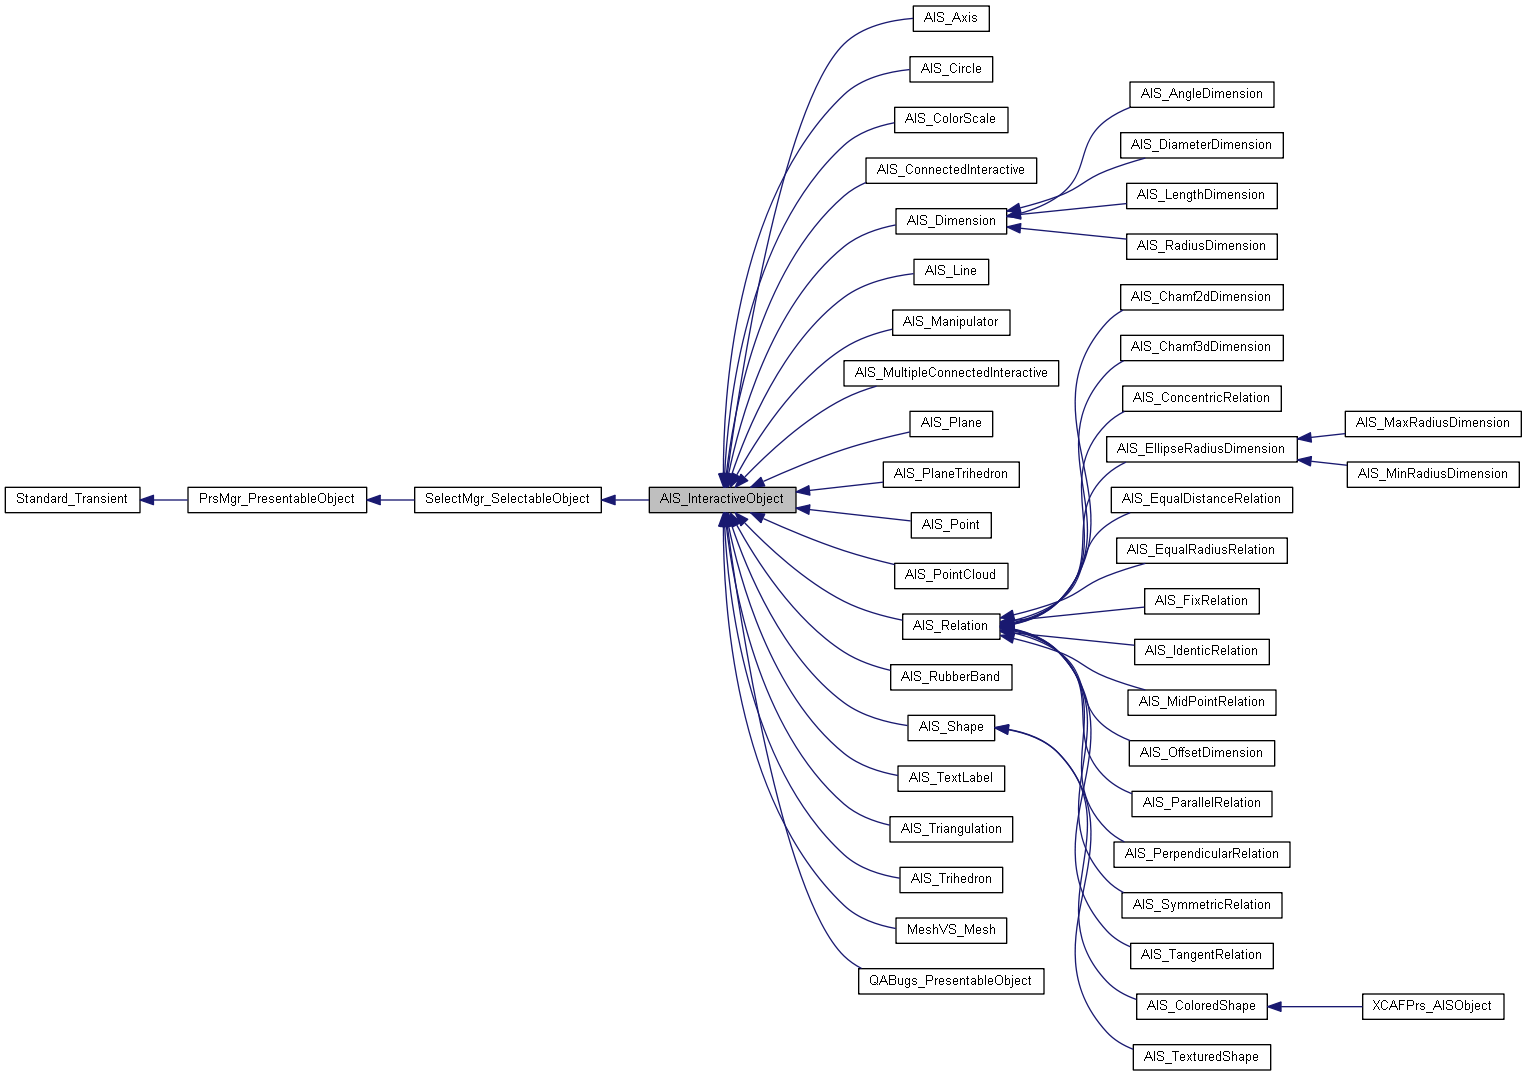 Standard_Transient
PrsMgr_PresentableObject
SelectMgr_SelectableObject
AIS_InteractiveObject
AIS_Axis
AIS_Circle
AIS_ColorScale
AIS_ConnectedInteractive
AIS_Dimension
AIS_Line
AIS_Manipulator
AIS_MultipleConnectedInteractive
AIS_Plane
AIS_PlaneTrihedron
AIS_Point
AIS_PointCloud
AIS_Relation
AIS_RubberBand
AIS_Shape
AIS_TextLabel
AIS_Triangulation
AIS_Trihedron
MeshVS_Mesh
QABugs_PresentableObject
AIS_AngleDimension
AIS_DiameterDimension
AIS_LengthDimension
AIS_RadiusDimension
AIS_Chamf2dDimension
AIS_Chamf3dDimension
AIS_ConcentricRelation
AIS_EllipseRadiusDimension
AIS_EqualDistanceRelation
AIS_EqualRadiusRelation
AIS_FixRelation
AIS_IdenticRelation
AIS_MidPointRelation
AIS_OffsetDimension
AIS_ParallelRelation
AIS_PerpendicularRelation
AIS_SymmetricRelation
AIS_TangentRelation
AIS_ColoredShape
AIS_TexturedShape
AIS_MaxRadiusDimension
AIS_MinRadiusDimension
XCAFPrs_AISObject